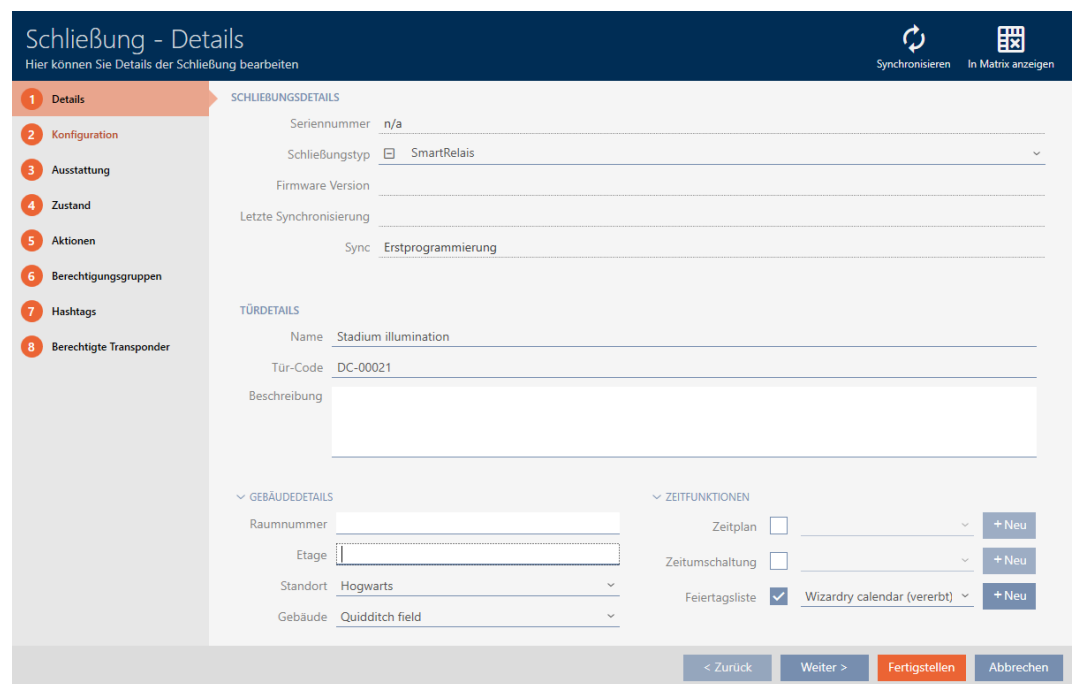 Schließung - Details
Hier können Sie Details der Schließung bearbeiten
Synchronisieren
In Matrix anzeigen
1 Details
2 Konfiguration
3 Ausstattung
4 Zustand
5 Aktionen
6 Berechtigungsgruppen
7 Hashtags
8 Berechtigte Transponder
SCHLIEßUNGSDETAILS
Seriennummer n/a
Schließungstyp SmartRelais
Firmware Version
Letzte Synchronisierung
Sync Erstprogrammierung
TÜRDETAILS
Name Stadium illumination
Tür-Code DC-00021
Beschreibung
GEBÄUDEDETAILS
Raumnummer
Etage
Standort Hogwarts
Gebäude Quidditch field
ZEITFUNKTIONEN
Zeitplan + Neu
Zeitumschaltung + Neu
Feiertagsliste Wizardry calendar (vererbt) + Neu
< Zurück Weiter > Fertigstellen Abbrechen